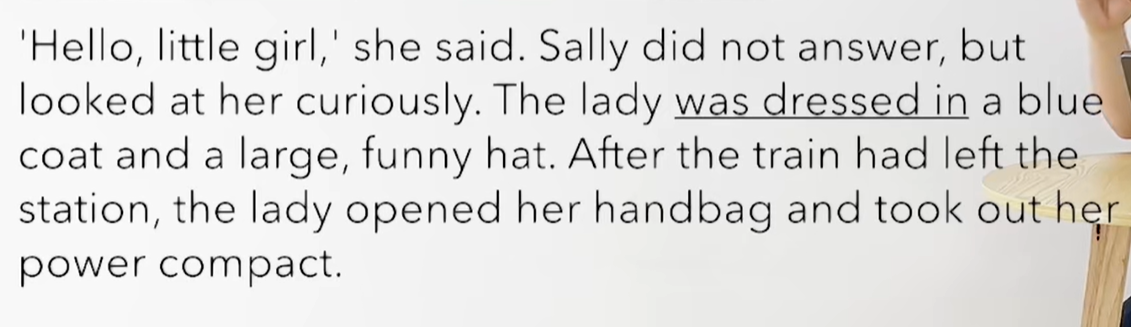 'Hello, little girl,' she said. Sally did not answer, but
looked at her curiously. The lady was dressed in a blue
coat and a large, funny hat. After the train had left the
station, the lady opened her handbag and took out her
power compact.